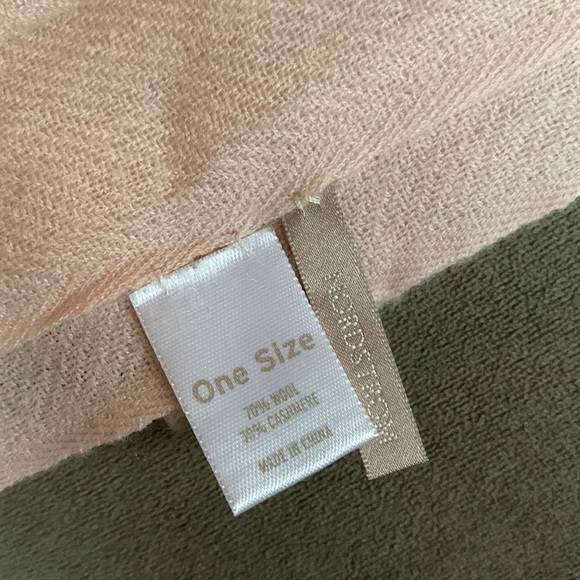 One Size
70% WOOL
30% CASHMERE
MADE IN CHINA
NORDSTROM